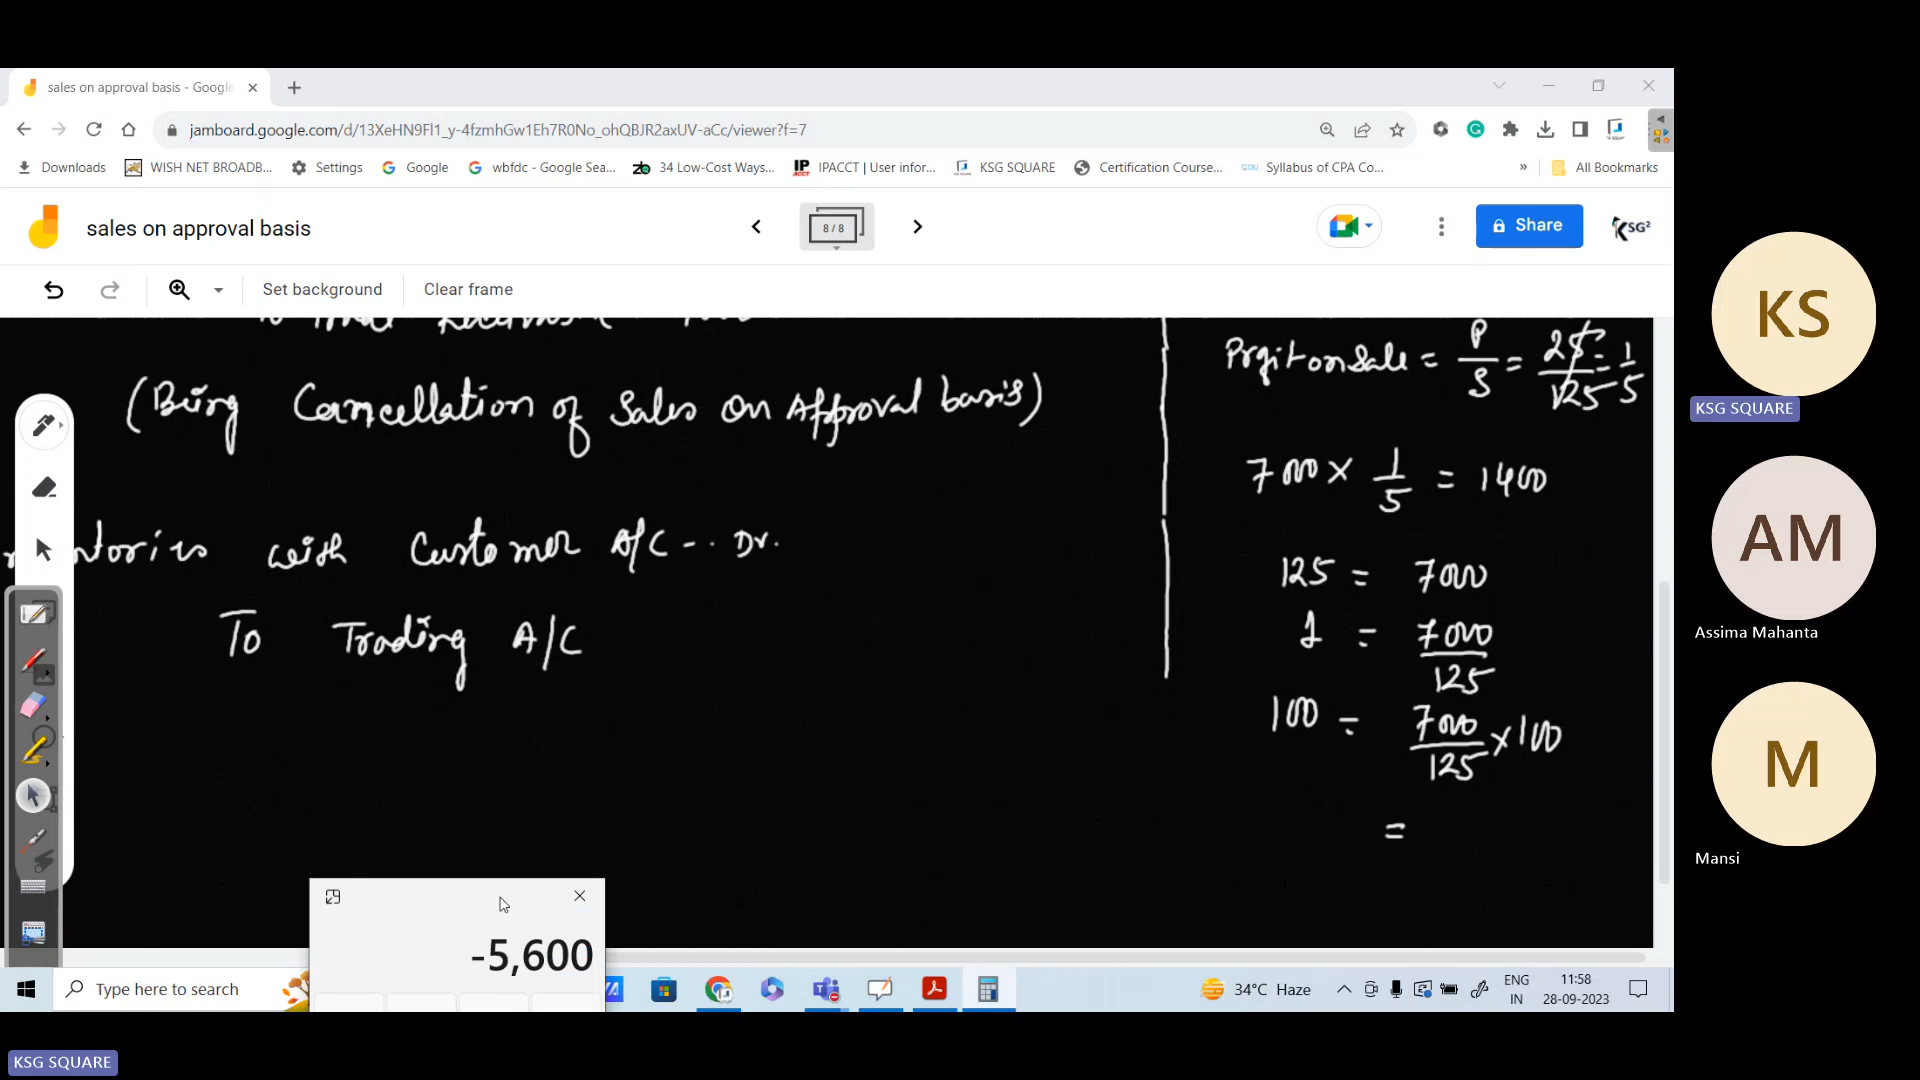 sales on approval basis - Google
jamboard.google.com/d/13XeHN9Fl1_y-4fzmhGw1Eh7R0No_ohQBJR2axUV-aCc/viewer?f=7
Downloads
WISH NET BROADB...
Settings
Google
wbfdc - Google Sea...
34 Low-Cost Ways...
IPACCT | User infor...
KSG SQUARE
Certification Course...
Syllabus of CPA Co...
»
All Bookmarks
sales on approval basis
8 / 8
Share
KSG²
Set background
Clear frame
(Being Cancellation of Sales On Approval basis)
ntories with Customer A/C -- Dr.
To Trading A/C
Profit on Sale = P/S = 25/125 = 1/5
7000 × 1/5 = 1400
125 = 7000
1 = 7000/125
100 = 7000/125 × 100
=
-5,600
KS
KSG SQUARE
AM
Assima Mahanta
M
Mansi
Type here to search
34°C Haze
ENG
IN
11:58
28-09-2023
KSG SQUARE